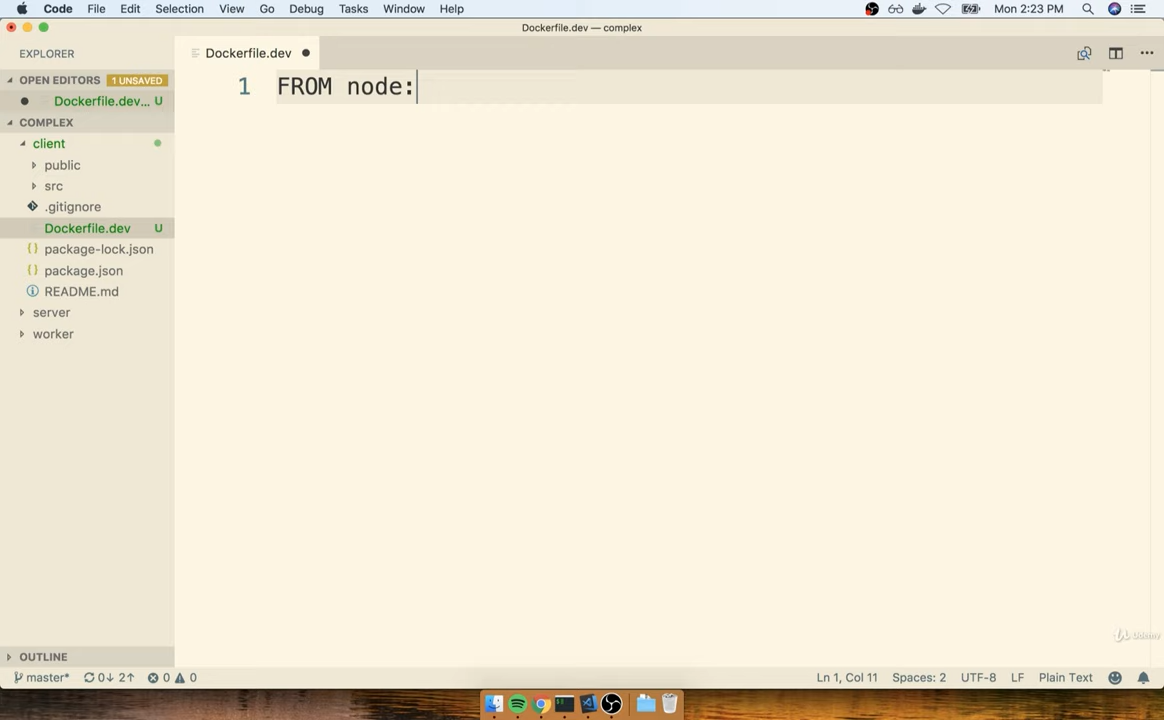 Code File Edit Selection View Go Debug Tasks Window Help Mon 2:23 PM
Dockerfile.dev — complex
EXPLORER
Dockerfile.dev
OPEN EDITORS 1 UNSAVED
1 FROM node:
Dockerfile.dev... U
COMPLEX
client
public
src
.gitignore
Dockerfile.dev U
package-lock.json
package.json
README.md
server
worker
Udemy
OUTLINE
master* 0↓ 2↑ 0 0 Ln 1, Col 11 Spaces: 2 UTF-8 LF Plain Text